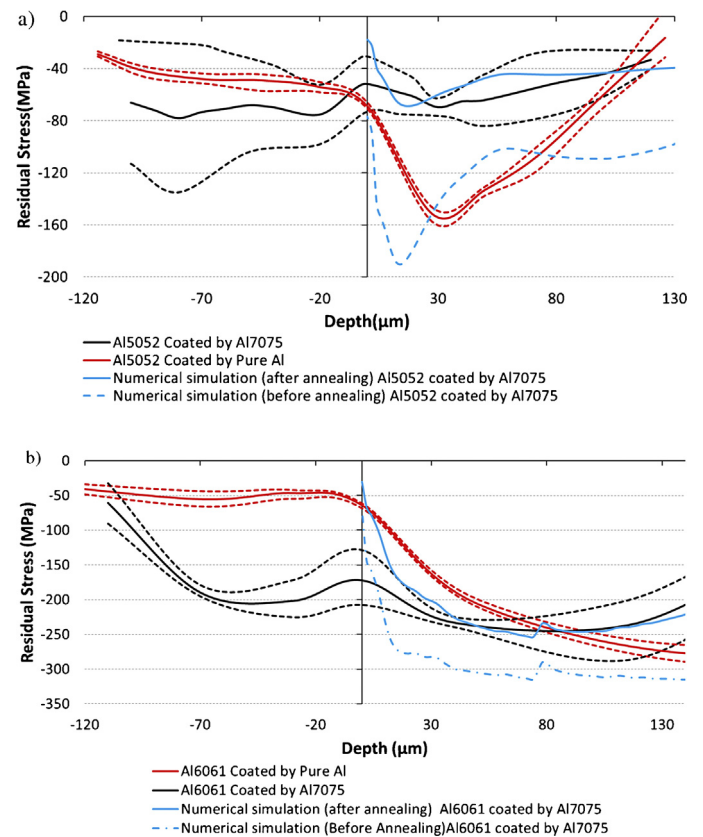 a)
0
-40
-80
-120
-160
-200
Residual Stress(MPa)
-120 -70 -20 30 80 130
Depth(μm)
Al5052 Coated by Al7075
Al5052 Coated by Pure Al
Numerical simulation (after annealing) Al5052 coated by Al7075
Numerical simulation (before annealing) Al5052 coated by Al7075
b)
0
-50
-100
-150
-200
-250
-300
-350
Residual Stress (MPa)
-120 -70 -20 30 80 130
Depth (μm)
Al6061 Coated by Pure Al
Al6061 Coated by Al7075
Numerical simulation (after annealing) Al6061 coated by Al7075
Numerical simulation (Before Annealing)Al6061 coated by Al7075